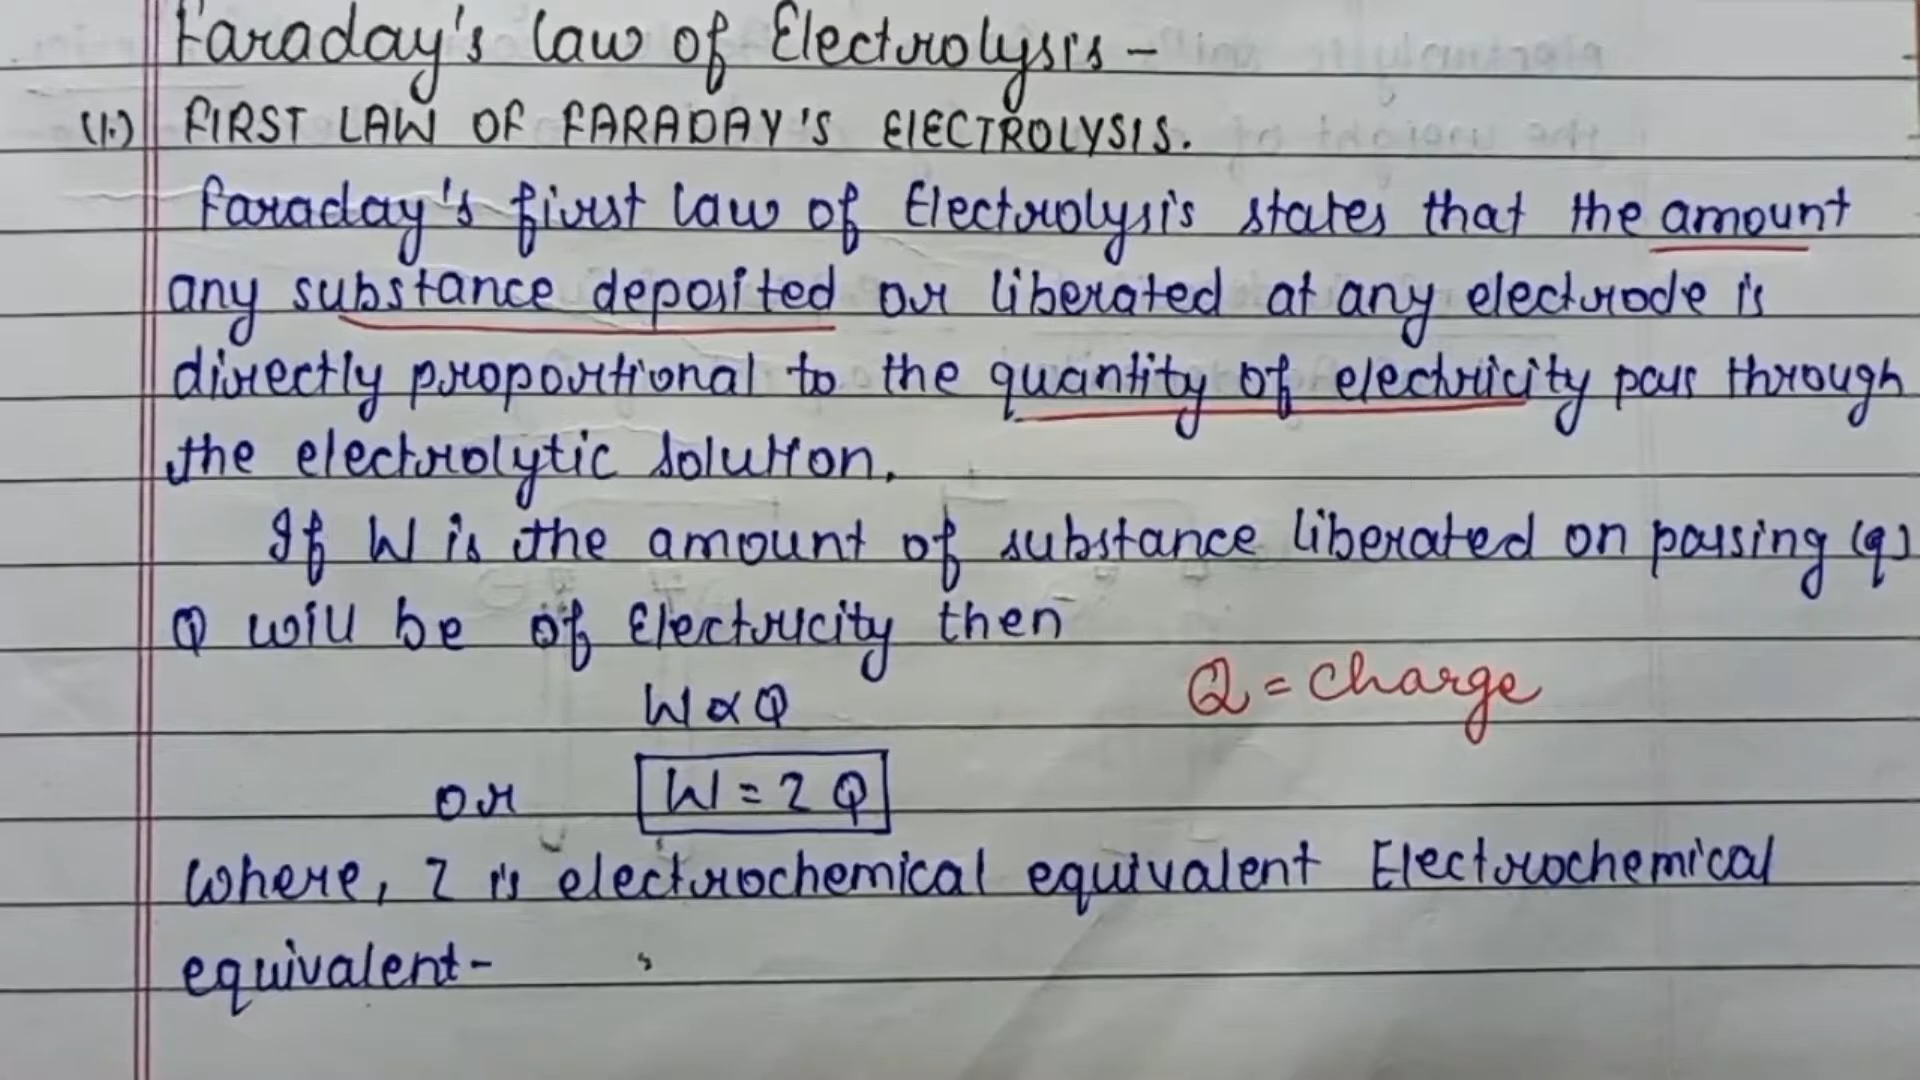 Faraday's law of Electrolysis -
(1.) FIRST LAW OF FARADAY'S ElECTROLYSIS.
Faraday's first law of Electrolysis states that the amount
any substance deposited or liberated at any electrode is
directly proportional to the quantity of electricity pass through
the electrolytic solution.
If W is the amount of substance liberated on passing (q)
Q will be of Electricity then
W ∝ Q
Q = charge
or W = Z Q
where, Z is electrochemical equivalent Electrochemical
equivalent-